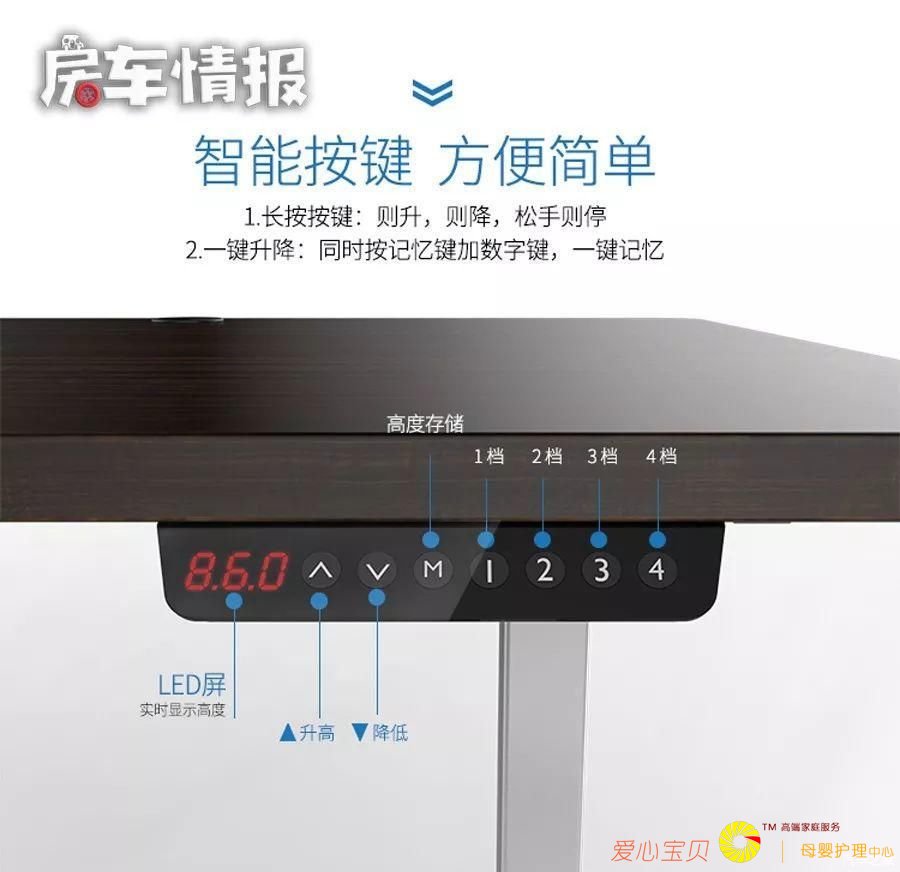 房车情报
智能按键 方便简单
1.长按按键：则升，则降，松手则停
2.一键升降：同时按记忆键加数字键，一键记忆
高度存储
1档 2档 3档 4档
8.6.0 M 1 2 3 4
LED屏
实时显示高度
▲升高 ▼降低
TM 高端家庭服务
爱心宝贝 | 母婴护理中心